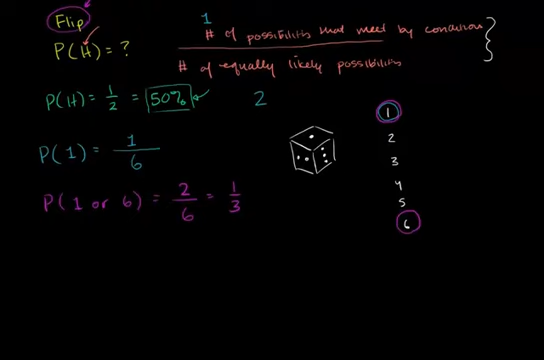 Flip
P(H) = ?
1
# of possibilities that meet by condition
# of equally likely possibilities
P(H) = 1/2 = 50%
2
P(1) = 1/6
P(1 or 6) = 2/6 = 1/3
1
2
3
4
5
6